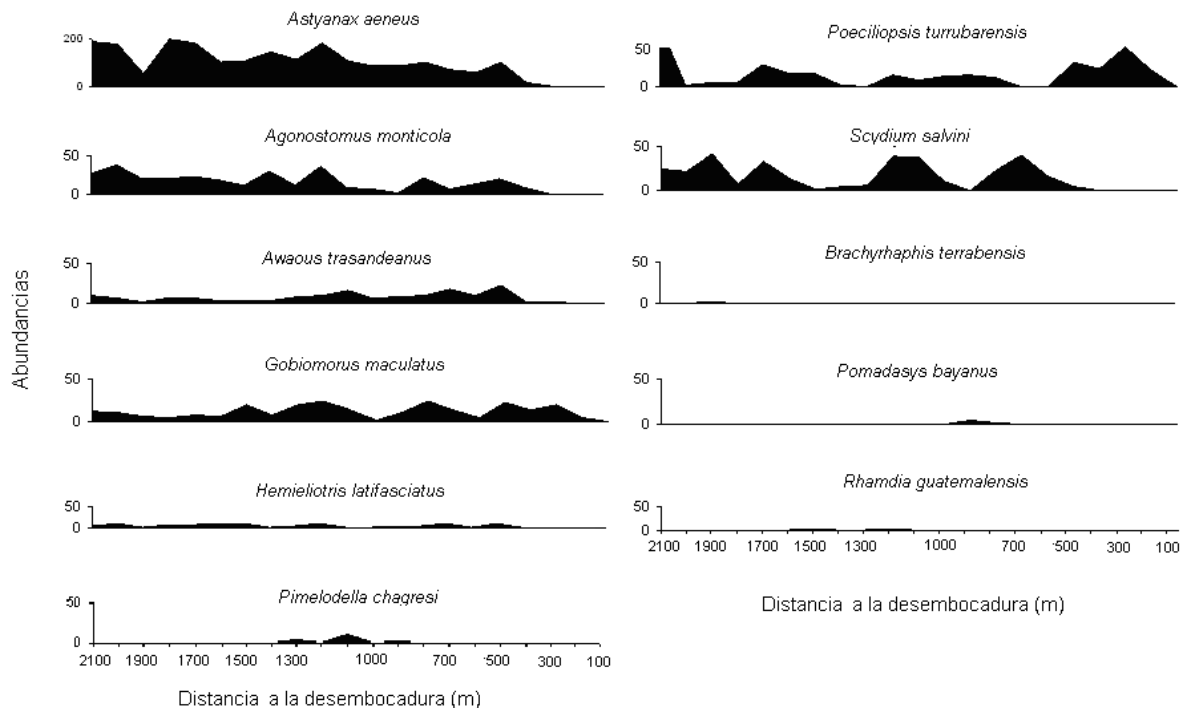 Abundancias
Astyanax aeneus
200
100
0
Agonostomus monticola
50
0
Awaous trasandeanus
50
0
Gobiomorus maculatus
50
0
Hemieliotris latifasciatus
50
0
Pimelodella chagresi
50
0
2100 1900 1700 1500 1300 1000 700 500 300 100
Distancia a la desembocadura (m)
Poeciliopsis turrubarensis
50
0
Scydium salvini
50
0
Brachyrhaphis terrabensis
50
0
Pomadasys bayanus
50
0
Rhamdia guatemalensis
50
0
2100 1900 1700 1500 1300 1000 700 500 300 100
Distancia a la desembocadura (m)